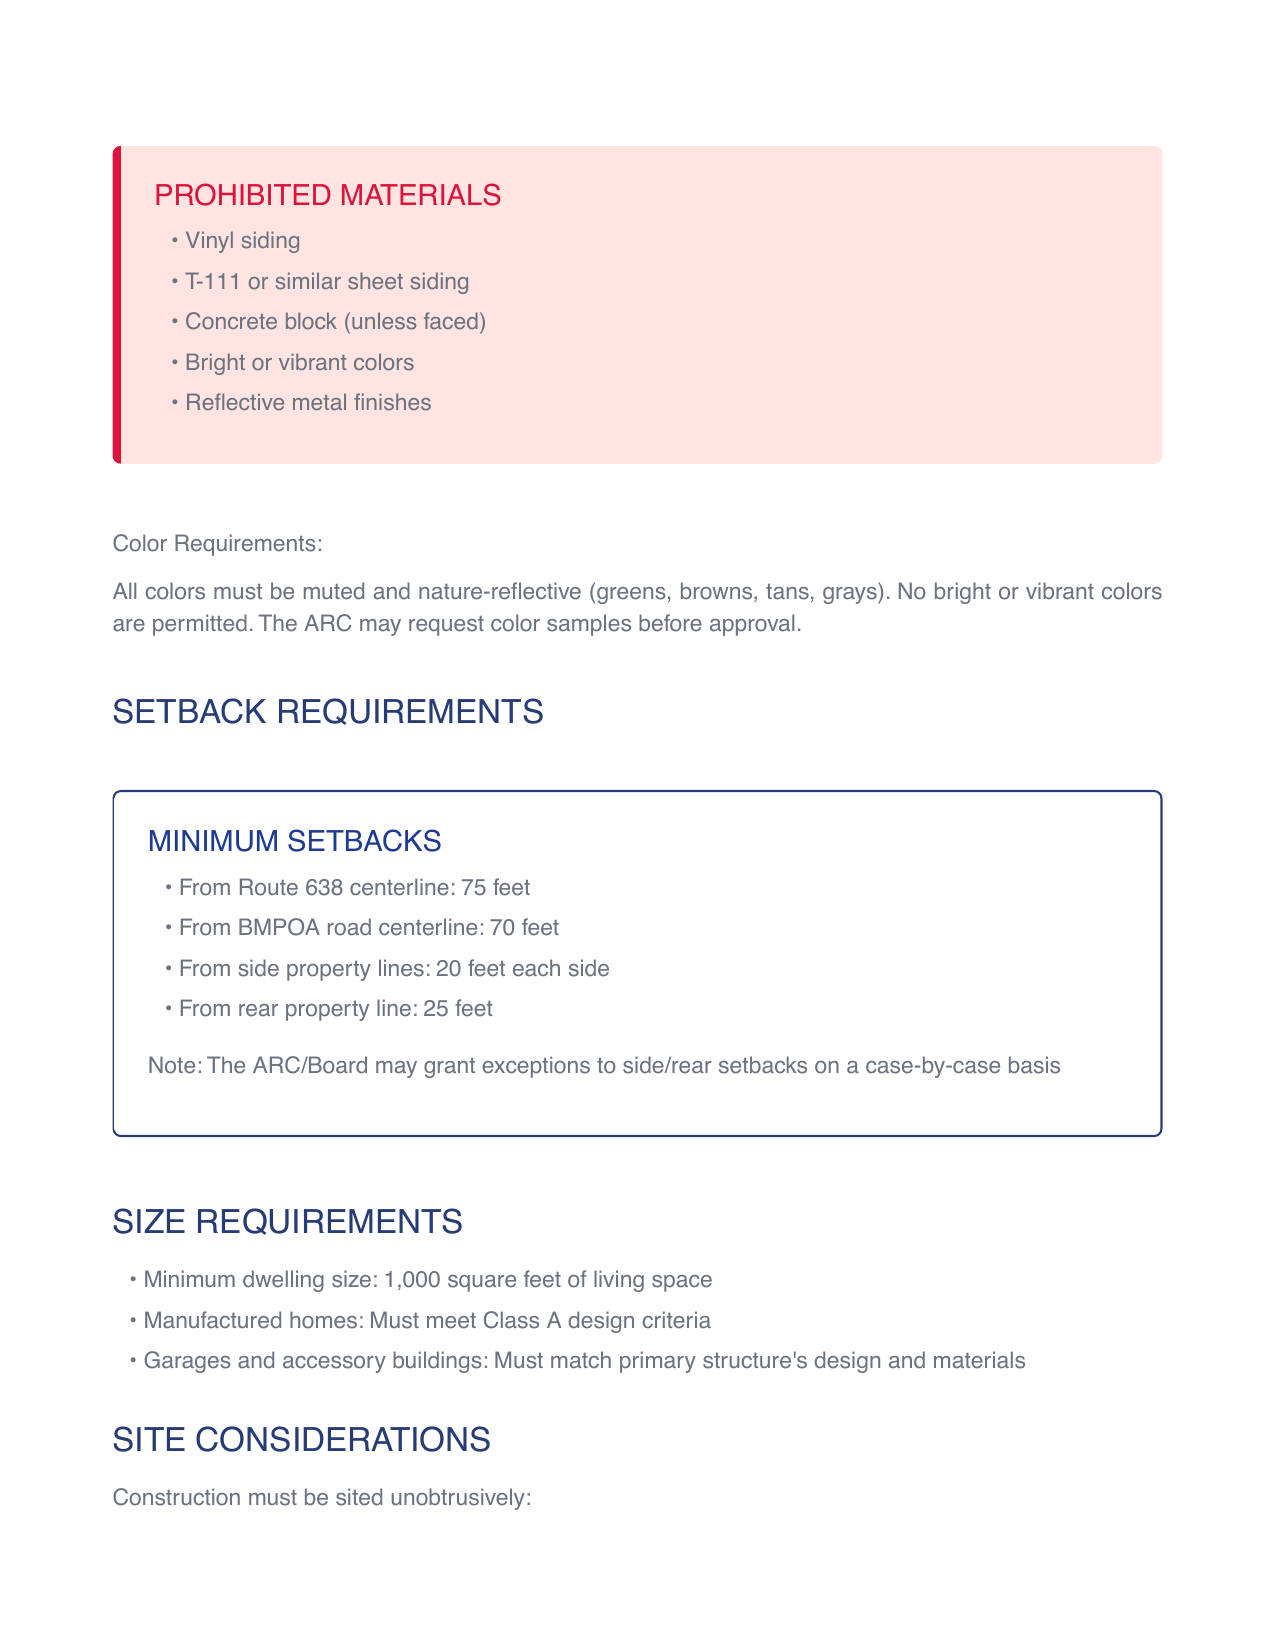 PROHIBITED MATERIALS
• Vinyl siding
• T-111 or similar sheet siding
• Concrete block (unless faced)
• Bright or vibrant colors
• Reflective metal finishes
Color Requirements:
All colors must be muted and nature-reflective (greens, browns, tans, grays). No bright or vibrant colors
are permitted. The ARC may request color samples before approval.
SETBACK REQUIREMENTS
MINIMUM SETBACKS
• From Route 638 centerline: 75 feet
• From BMPOA road centerline: 70 feet
• From side property lines: 20 feet each side
• From rear property line: 25 feet
Note: The ARC/Board may grant exceptions to side/rear setbacks on a case-by-case basis
SIZE REQUIREMENTS
• Minimum dwelling size: 1,000 square feet of living space
• Manufactured homes: Must meet Class A design criteria
• Garages and accessory buildings: Must match primary structure's design and materials
SITE CONSIDERATIONS
Construction must be sited unobtrusively: